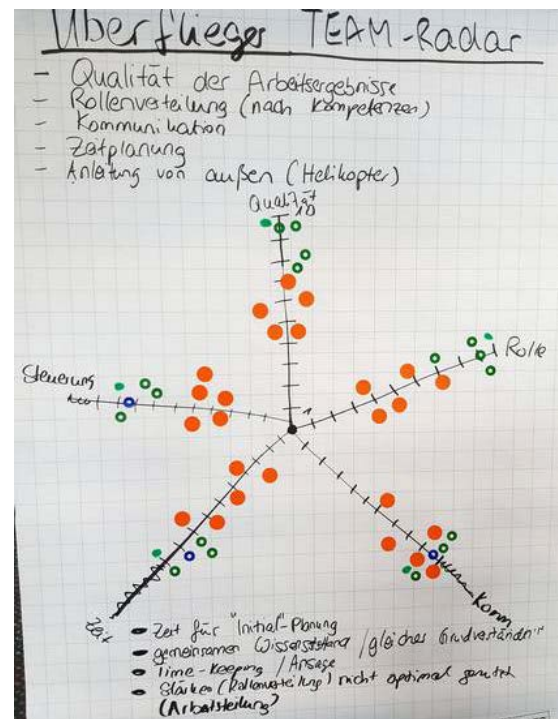 Überflieger TEAM-Radar
- Qualität der Arbeitsergebnisse
- Rollenverteilung (nach Kompetenzen)
- Kommunikation
- Zeitplanung
- Anleitung von außen (Helikopter)
Qualität
10
Rolle
Steuerung
1
Zeit
Komm
- Zeit für "Initial"-Planung
- gemeinsamen Wissensstand / gleiches Grundverständnis
- Time-Keeping / Ansage
- Stärken (Rollenverteilung) nicht optimal genutzt
(Arbeitsteilung)